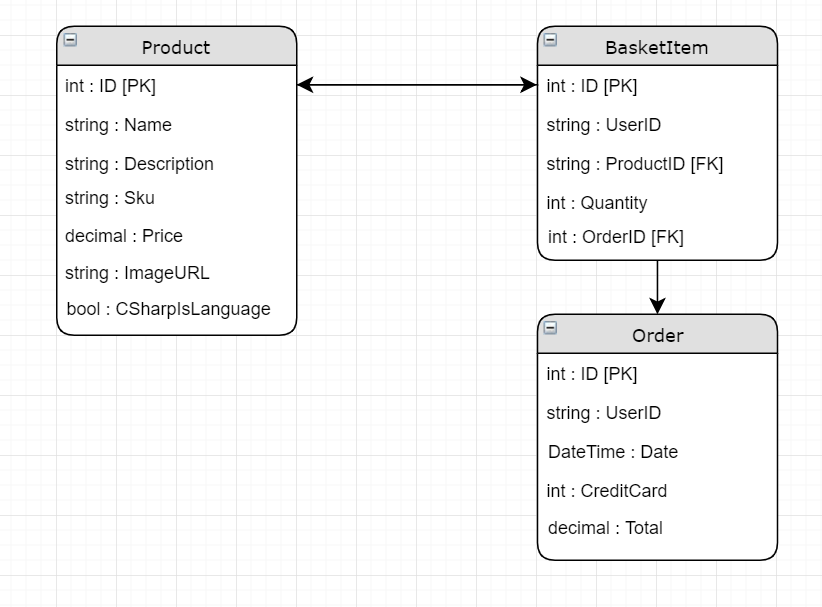 Product
int : ID [PK]
string : Name
string : Description
string : Sku
decimal : Price
string : ImageURL
bool : CSharpIsLanguage
BasketItem
int : ID [PK]
string : UserID
string : ProductID [FK]
int : Quantity
int : OrderID [FK]
Order
int : ID [PK]
string : UserID
DateTime : Date
int : CreditCard
decimal : Total